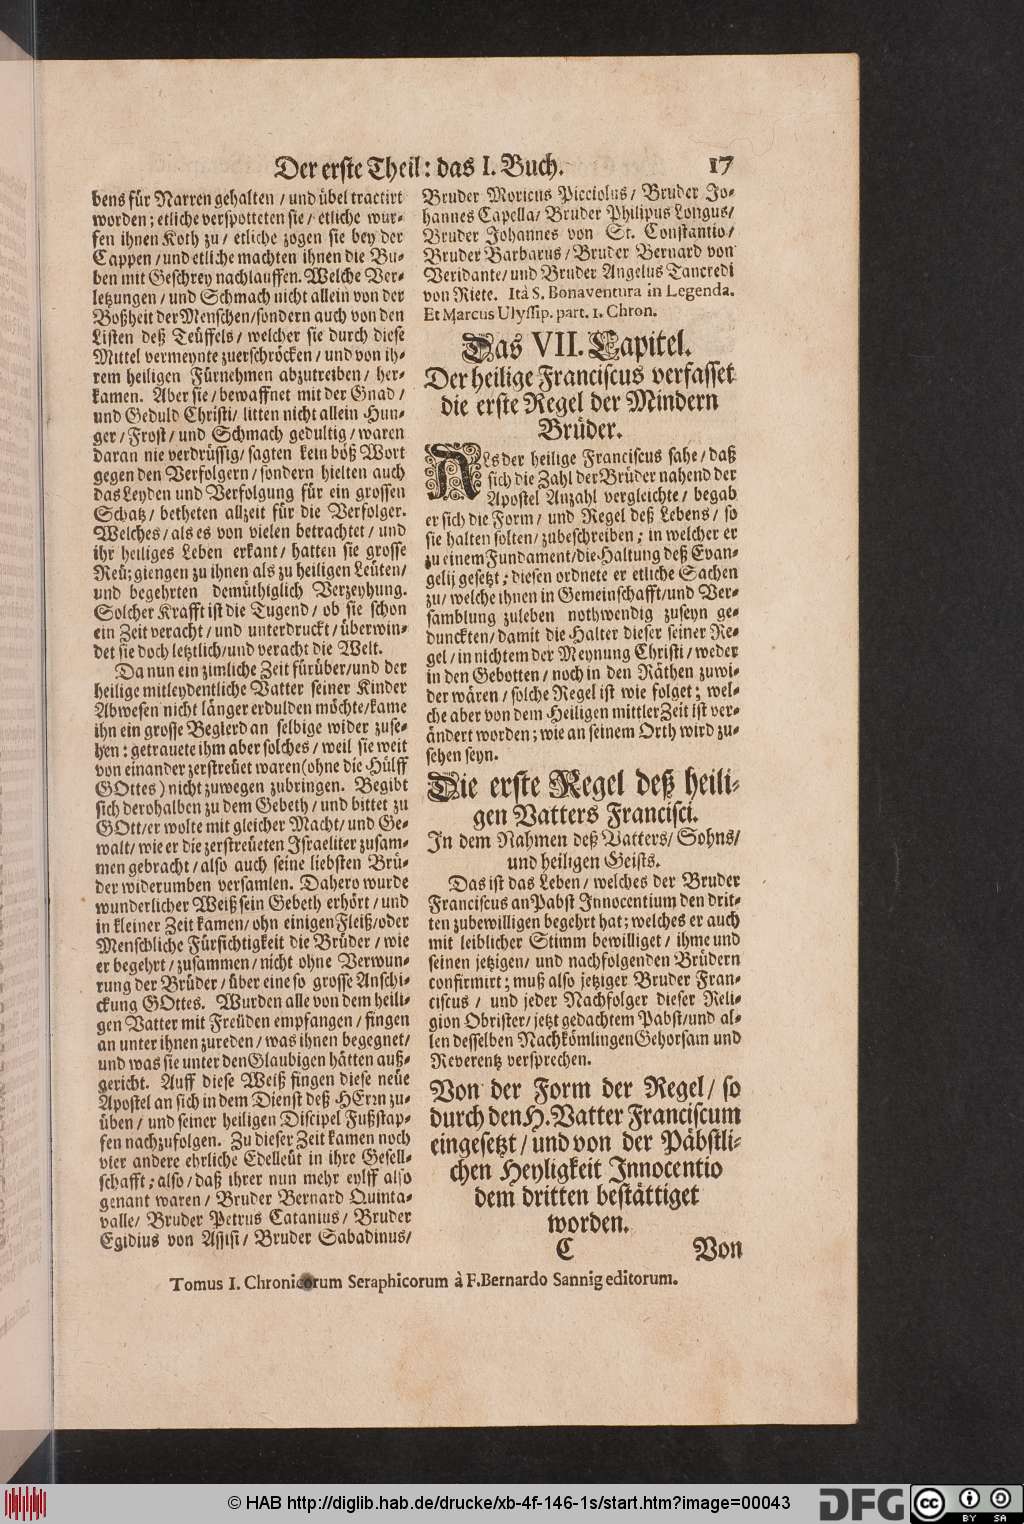 Der erste Theil: das I. Buch. 17
bens für Narren gehalten / und übel tractirt
worden; etliche verspotteten sie / etliche wur-
fen ihnen Koth zu / etliche zogen sie bey der
Cappen / und etliche machten ihnen die Bu-
ben mit Geschrey nachlauffen. Welche Ver-
letzungen / und Schmach nicht allein von der
Boßheit der Menschen / sondern auch von den
Listen deß Teüffels / welcher sie durch diese
Mittel vermeynte zuerschröcken / und von ih-
rem heiligen Fürnehmen abzutreiben / her-
kamen. Aber sie / bewaffnet mit der Gnad /
und Geduld Christi / litten nicht allein Hun-
ger / Frost / und Schmach gedultig / waren
daran nie verdrüssig / sagten kein böß Wort
gegen den Verfolgern / sondern hielten auch
das Leyden und Verfolgung für ein grossen
Schatz / betheten allzeit für die Verfolger.
Welches / als es von vielen betrachtet / und
ihr heiliges Leben erkant / hatten sie grosse
Reü; giengen zu ihnen als zu heiligen Leüten /
und begehrten demüthiglich Verzeyhung.
Solcher Krafft ist die Tugend / ob sie schon
ein Zeit veracht / und unterdruckt / überwin-
det sie doch letztlich / und veracht die Welt.
Da nun ein zimliche Zeit fürüber / und der
heilige mitleydentliche Vatter seiner Kinder
Abwesen nicht länger erdulden möchte / kame
ihn ein grosse Begierd an selbige wider zuse-
hen: getrauete ihm aber solches / weil sie weit
von einander zerstreüet waren (ohne die Hülff
GOttes) nicht zuwegen zubringen. Begibt
sich derohalben zu dem Gebeth / und bittet zu
GOtt / er wolte mit gleicher Macht / und Ge-
walt / wie er die zerstreüeten Israeliter zusam-
men gebracht / also auch seine liebsten Brü-
der widerumben versamlen. Dahero wurde
wunderlicher Weiß sein Gebeth erhört / und
in kleiner Zeit kamen / ohn einigen Fleiß / oder
Menschliche Fürsichtigkeit die Brüder / wie
er begehrt / zusammen / nicht ohne Verwun-
rung der Brüder / über eine so grosse Anschi-
ckung GOttes. Wurden alle von dem heili-
gen Vatter mit Freüden empfangen / fingen
an unter ihnen zureden / was ihnen begegnet /
und was sie unter den Glaubigen hätten auß-
gericht. Auff diese Weiß fingen diese neüe
Apostel an sich in dem Dienst deß HErrn zu-
üben / und seiner heiligen Discipel Fußstap-
fen nachzufolgen. Zu dieser Zeit kamen noch
vier andere ehrliche Edelleüt in ihre Gesell-
schafft; also / daß ihrer nun mehr eylff also
genant waren / Bruder Bernard Quinta-
valle / Bruder Petrus Catanius / Bruder
Egidius von Assisi / Bruder Sabadinus /
Bruder Moricus Picciolus / Bruder Jo-
hannes Capella / Bruder Philipus Longus /
Bruder Johannes von St. Constantio /
Bruder Barbarus / Bruder Bernard von
Veridante / und Bruder Angelus Tancredi
von Riete. Ità S. Bonaventura in Legenda.
Et Marcus Ulyssip. part. 1. Chron.
Das VII. Capitel.
Der heilige Franciscus verfasset
die erste Regel der Mindern
Brüder.
Als der heilige Franciscus sahe / daß
sich die Zahl der Brüder nahend der
Apostel Anzahl vergleichte / begab
er sich die Form / und Regel deß Lebens / so
sie halten solten / zubeschreiben; in welcher er
zu einem Fundament / die Haltung deß Evan-
gelij gesetzt; diesen ordnete er etliche Sachen
zu / welche ihnen in Gemeinschafft / und Ver-
samblung zuleben nothwendig zuseyn ge-
dunckten / damit die Halter dieser seiner Re-
gel / in nichtem der Meynung Christi / weder
in den Gebotten / noch in den Räthen zuwi-
der wären / solche Regel ist wie folget; wel-
che aber von dem Heiligen mittler Zeit ist ver-
ändert worden; wie an seinem Orth wird zu-
sehen seyn.
Die erste Regel deß heili-
gen Vatters Francisci.
In dem Nahmen deß Vatters / Sohns /
und heiligen Geists.
Das ist das Leben / welches der Bruder
Franciscus an Pabst Innocentium den drit-
ten zubewilligen begehrt hat; welches er auch
mit leiblicher Stimm bewilliget / ihme und
seinen jetzigen / und nachfolgenden Brüdern
confirmirt; muß also jetziger Bruder Fran-
ciscus / und jeder Nachfolger dieser Reli-
gion Obrister / jetzt gedachtem Pabst / und al-
len desselben Nachkömlingen Gehorsam und
Reverentz versprechen.
Von der Form der Regel / so
durch den H. Vatter Franciscum
eingesetzt / und von der Päbstli-
chen Heyligkeit Innocentio
dem dritten bestättiget
worden.
C Von
Tomus I. Chronicorum Seraphicorum à F. Bernardo Sannig editorum.
© HAB http://diglib.hab.de/drucke/xb-4f-146-1s/start.htm?image=00043
DFG
cc BY SA